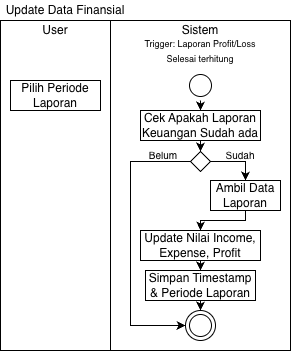 Update Data Finansial
User
Sistem
Trigger: Laporan Profit/Loss
Selesai terhitung
Pilih Periode
Laporan
Cek Apakah Laporan
Keuangan Sudah ada
Belum
Sudah
Ambil Data
Laporan
Update Nilai Income,
Expense, Profit
Simpan Timestamp
& Periode Laporan